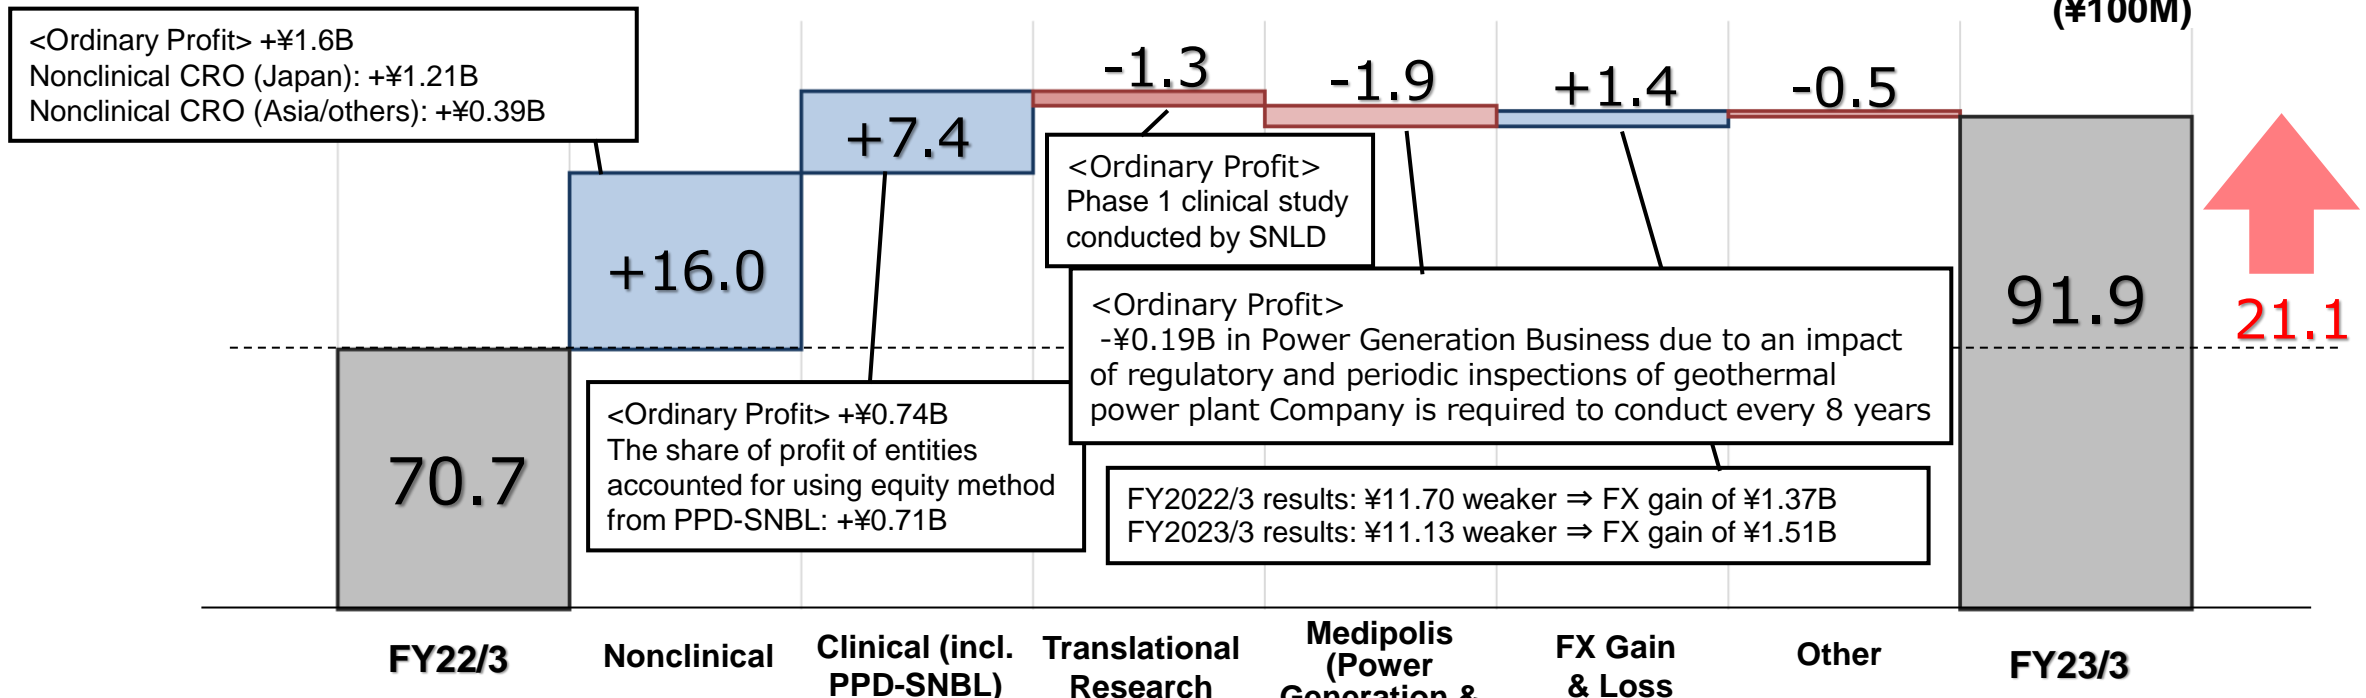 (¥100M)
<Ordinary Profit> +¥1.6B
Nonclinical CRO (Japan): +¥1.21B
Nonclinical CRO (Asia/others): +¥0.39B
-1.3
-1.9
+1.4
-0.5
+7.4
<Ordinary Profit>
Phase 1 clinical study
conducted by SNLD
+16.0
<Ordinary Profit>
-¥0.19B in Power Generation Business due to an impact
of regulatory and periodic inspections of geothermal
power plant Company is required to conduct every 8 years
91.9
21.1
70.7
<Ordinary Profit> +¥0.74B
The share of profit of entities
accounted for using equity method
from PPD-SNBL: +¥0.71B
FY2022/3 results: ¥11.70 weaker ⇒ FX gain of ¥1.37B
FY2023/3 results: ¥11.13 weaker ⇒ FX gain of ¥1.51B
FY22/3
Nonclinical
Clinical (incl.
PPD-SNBL)
Translational
Research
Medipolis
(Power
Generation &
FX Gain
& Loss
Other
FY23/3